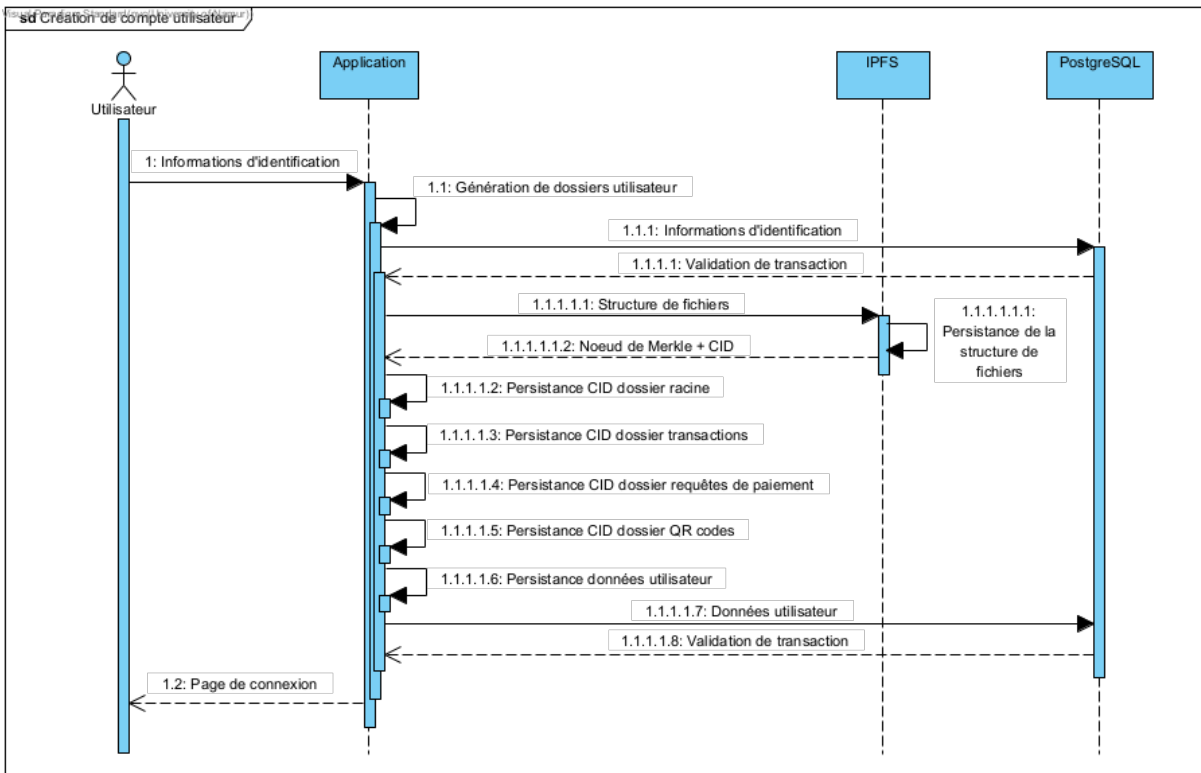 sd Création de compte utilisateur
Utilisateur
Application
IPFS
PostgreSQL
1: Informations d'identification
1.1: Génération de dossiers utilisateur
1.1.1: Informations d'identification
1.1.1.1: Validation de transaction
1.1.1.1.1: Structure de fichiers
1.1.1.1.1.1:
Persistance de la
structure de
fichiers
1.1.1.1.1.2: Noeud de Merkle + CID
1.1.1.1.2: Persistance CID dossier racine
1.1.1.1.3: Persistance CID dossier transactions
1.1.1.1.4: Persistance CID dossier requêtes de paiement
1.1.1.1.5: Persistance CID dossier QR codes
1.1.1.1.6: Persistance données utilisateur
1.1.1.1.7: Données utilisateur
1.1.1.1.8: Validation de transaction
1.2: Page de connexion